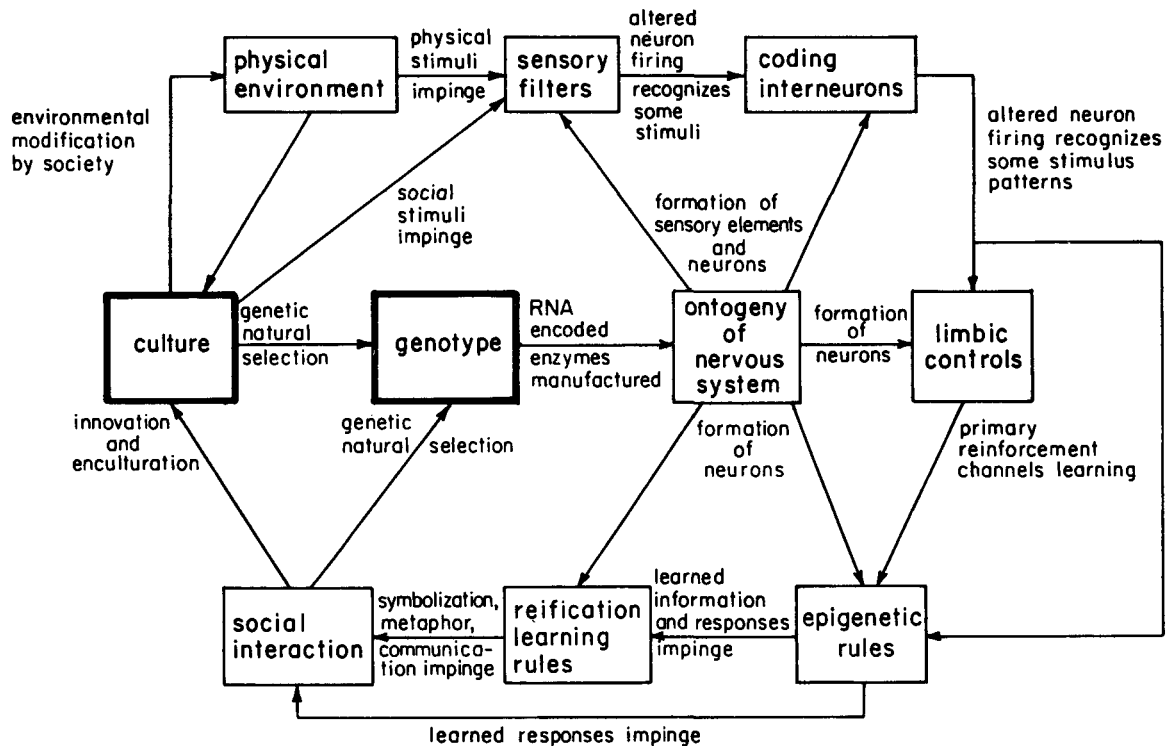 physical
environment
physical
stimuli
impinge
sensory
filters
altered
neuron
firing
recognizes
some
stimuli
coding
interneurons
environmental
modification
by society
altered neuron
firing recognizes
some stimulus
patterns
social
stimuli
impinge
formation of
sensory elements
and
neurons
culture
genetic
natural
selection
genotype
RNA
encoded
enzymes
manufactured
ontogeny
of
nervous
system
formation
of
neurons
limbic
controls
innovation
and
enculturation
genetic
natural selection
formation
of
neurons
primary
reinforcement
channels learning
social
interaction
symbolization,
metaphor,
communica-
tion impinge
reification
learning
rules
learned
information
and responses
impinge
epigenetic
rules
learned responses impinge